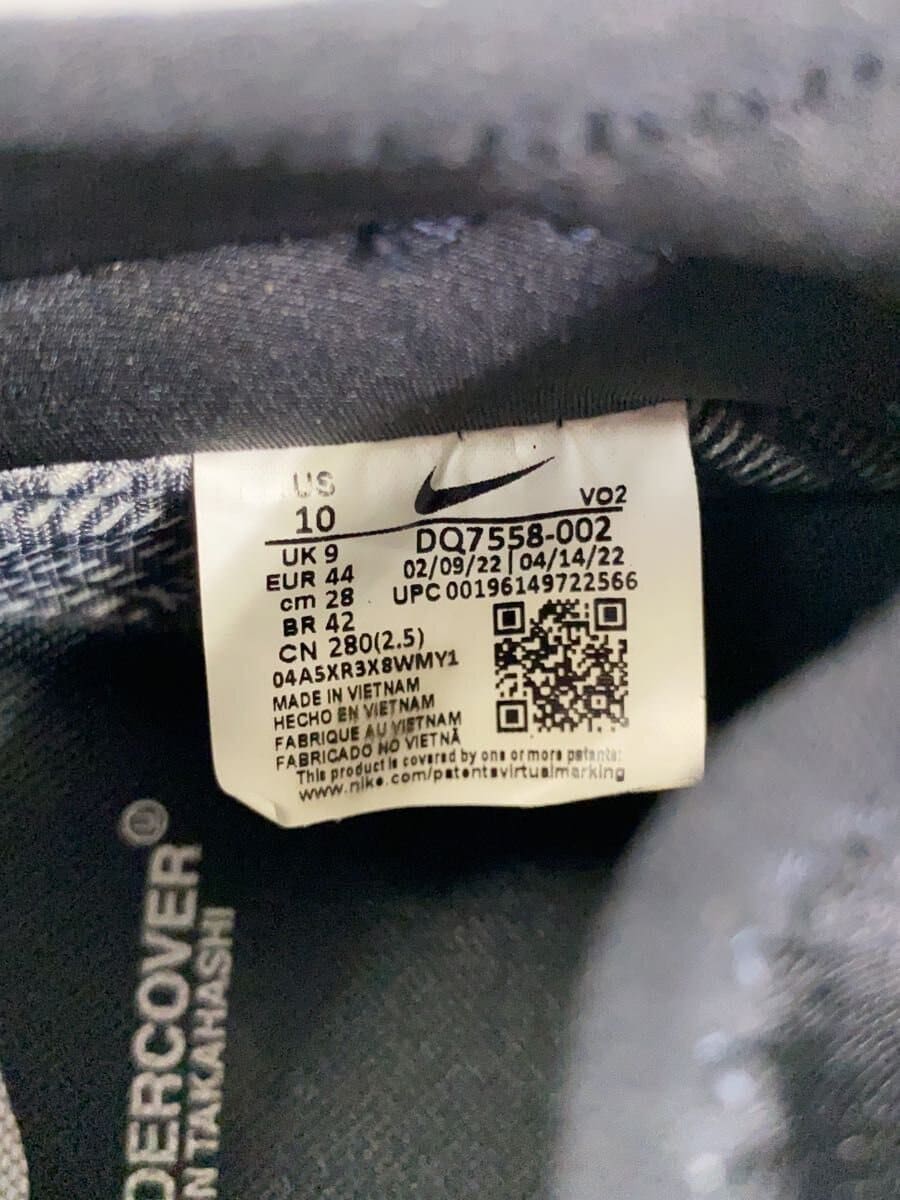 US
10
VO2
UK 9
EUR 44
cm 28
BR 42
CN 280(2.5)
DQ7558-002
02/09/22 04/14/22
UPC 00196149722566
04A5XR3X8WMY1
MADE IN VIETNAM
HECHO EN VIETNAM
FABRIQUE AU VIETNAM
FABRICADO NO VIETNÃ
This product is covered by one or more patents:
www.nike.com/patentsvirtualmarking
DERCOVER
N TAKAHASHI